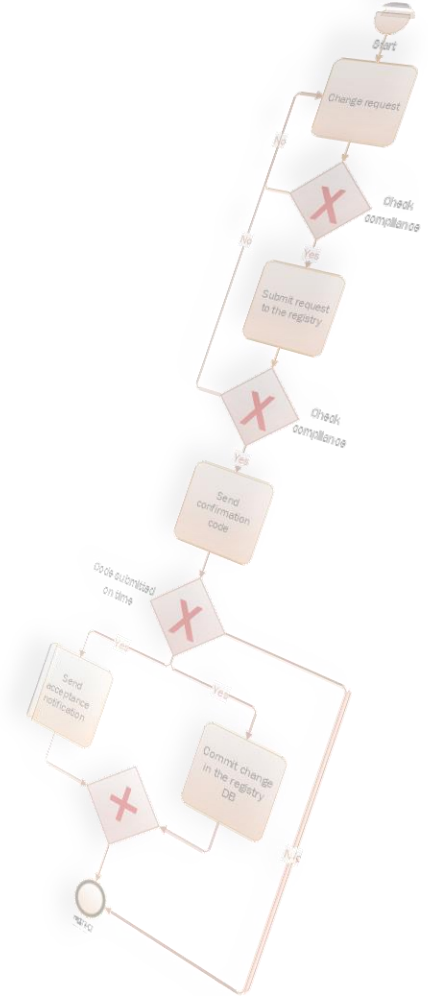 Start
Change request
No
Check
compliance
Yes
No
Submit request
to the registry
Check
compliance
Yes
Send
confirmation
code
Code submitted
on time
Yes
Send
acceptance
notification
Yes
Commit change
in the registry
DB